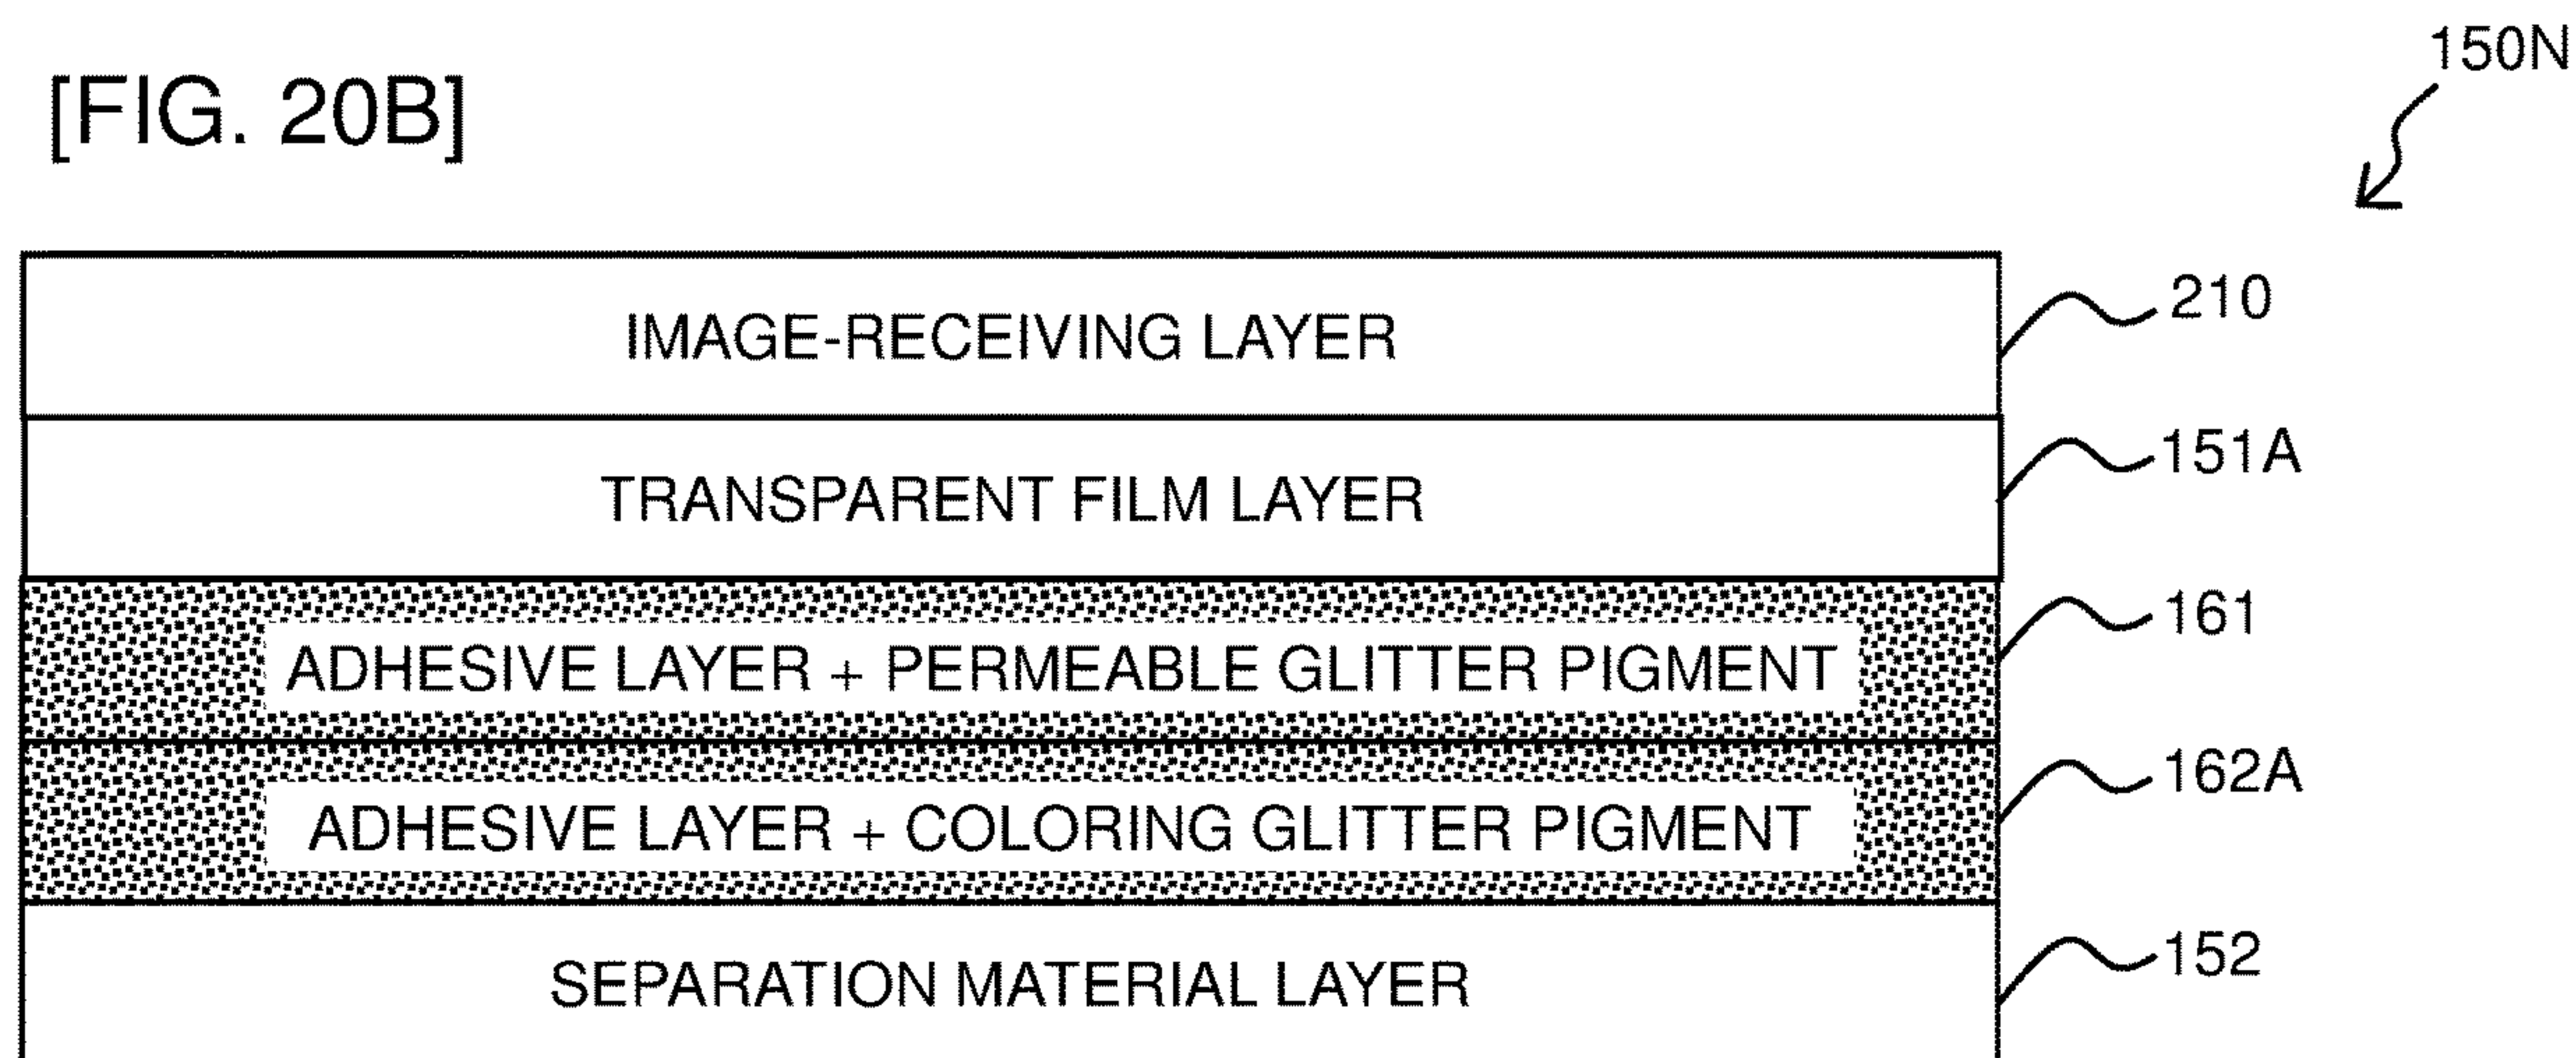 150N
[FIG. 20B]
IMAGE-RECEIVING LAYER 210
TRANSPARENT FILM LAYER 151A
ADHESIVE LAYER + PERMEABLE GLITTER PIGMENT 161
ADHESIVE LAYER + COLORING GLITTER PIGMENT 162A
SEPARATION MATERIAL LAYER 152